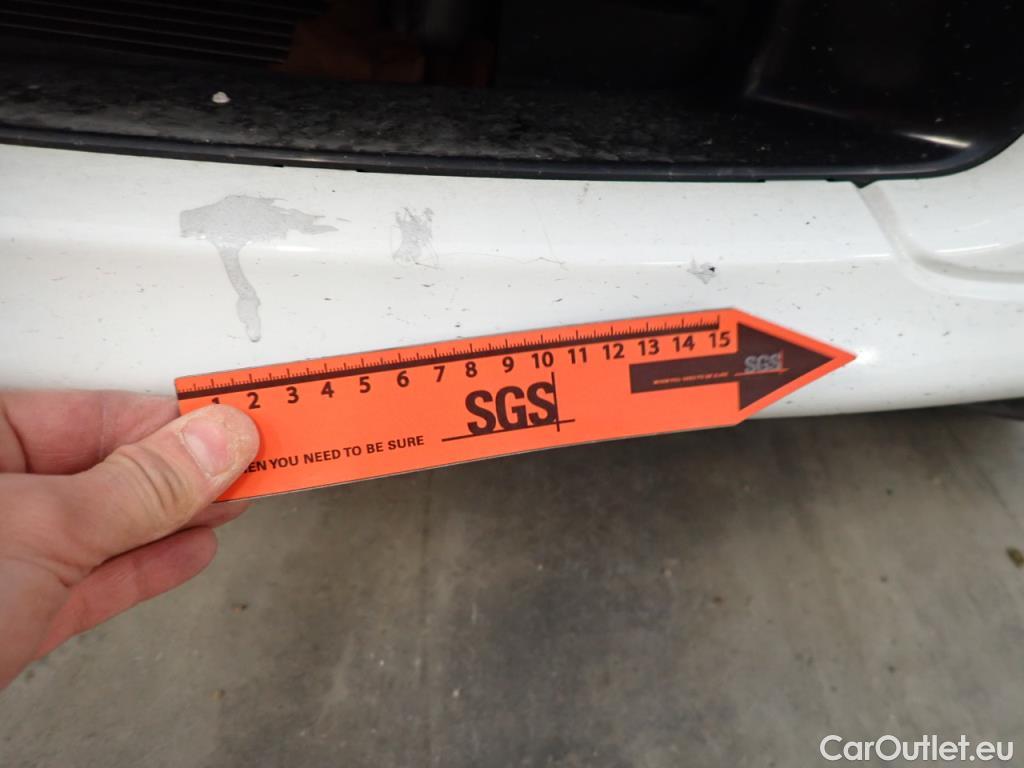 1 2 3 4 5 6 7 8 9 10 11 12 13 14 15
SGS
SGS
YOU NEED TO BE SURE
CarOutlet.eu